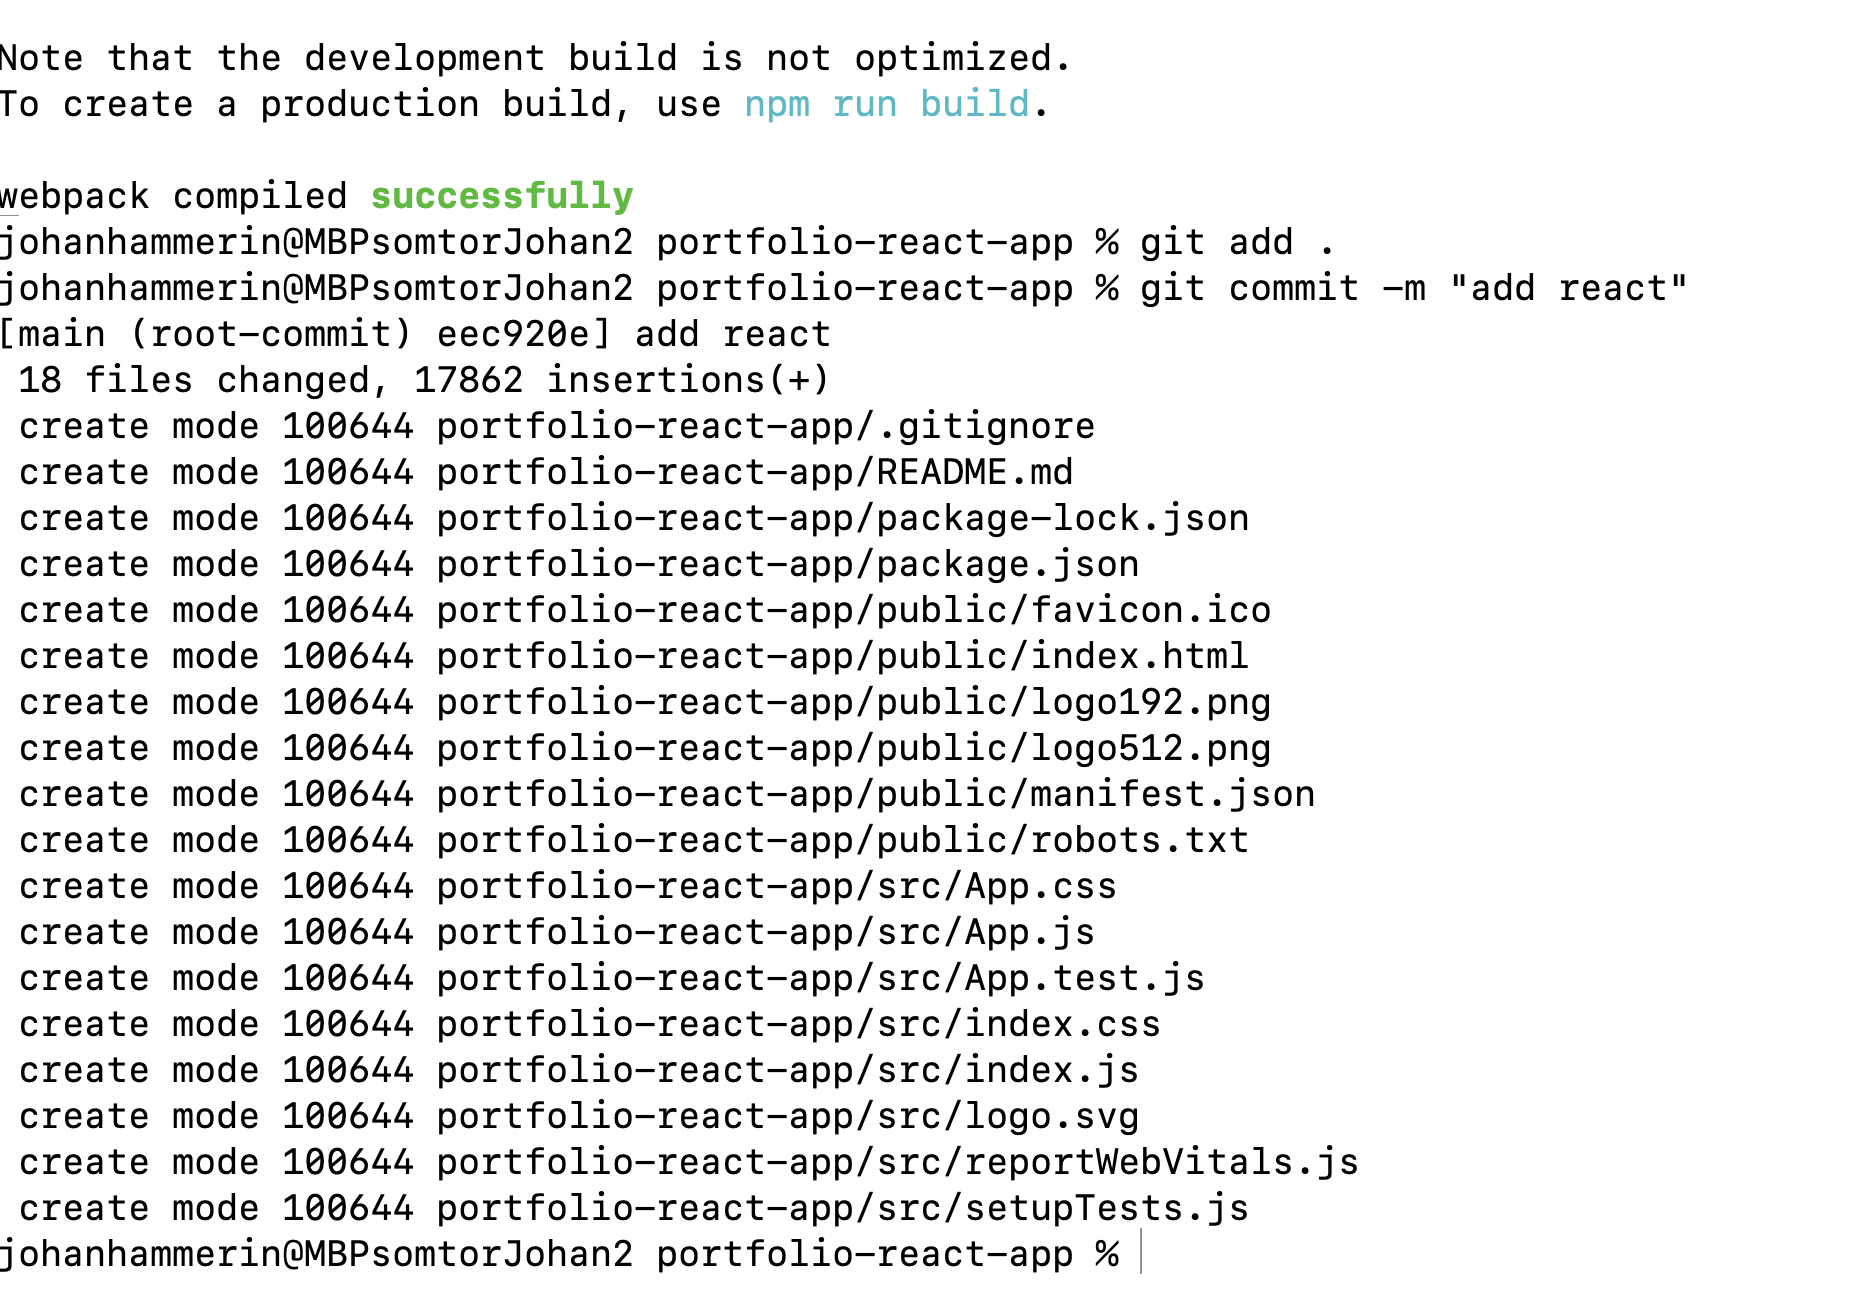 Note that the development build is not optimized.
To create a production build, use npm run build.
webpack compiled successfully
johanhammerin@MBPsomtorJohan2 portfolio-react-app % git add .
johanhammerin@MBPsomtorJohan2 portfolio-react-app % git commit -m "add react"
[main (root-commit) eec920e] add react
 18 files changed, 17862 insertions(+)
 create mode 100644 portfolio-react-app/.gitignore
 create mode 100644 portfolio-react-app/README.md
 create mode 100644 portfolio-react-app/package-lock.json
 create mode 100644 portfolio-react-app/package.json
 create mode 100644 portfolio-react-app/public/favicon.ico
 create mode 100644 portfolio-react-app/public/index.html
 create mode 100644 portfolio-react-app/public/logo192.png
 create mode 100644 portfolio-react-app/public/logo512.png
 create mode 100644 portfolio-react-app/public/manifest.json
 create mode 100644 portfolio-react-app/public/robots.txt
 create mode 100644 portfolio-react-app/src/App.css
 create mode 100644 portfolio-react-app/src/App.js
 create mode 100644 portfolio-react-app/src/App.test.js
 create mode 100644 portfolio-react-app/src/index.css
 create mode 100644 portfolio-react-app/src/index.js
 create mode 100644 portfolio-react-app/src/logo.svg
 create mode 100644 portfolio-react-app/src/reportWebVitals.js
 create mode 100644 portfolio-react-app/src/setupTests.js
johanhammerin@MBPsomtorJohan2 portfolio-react-app %